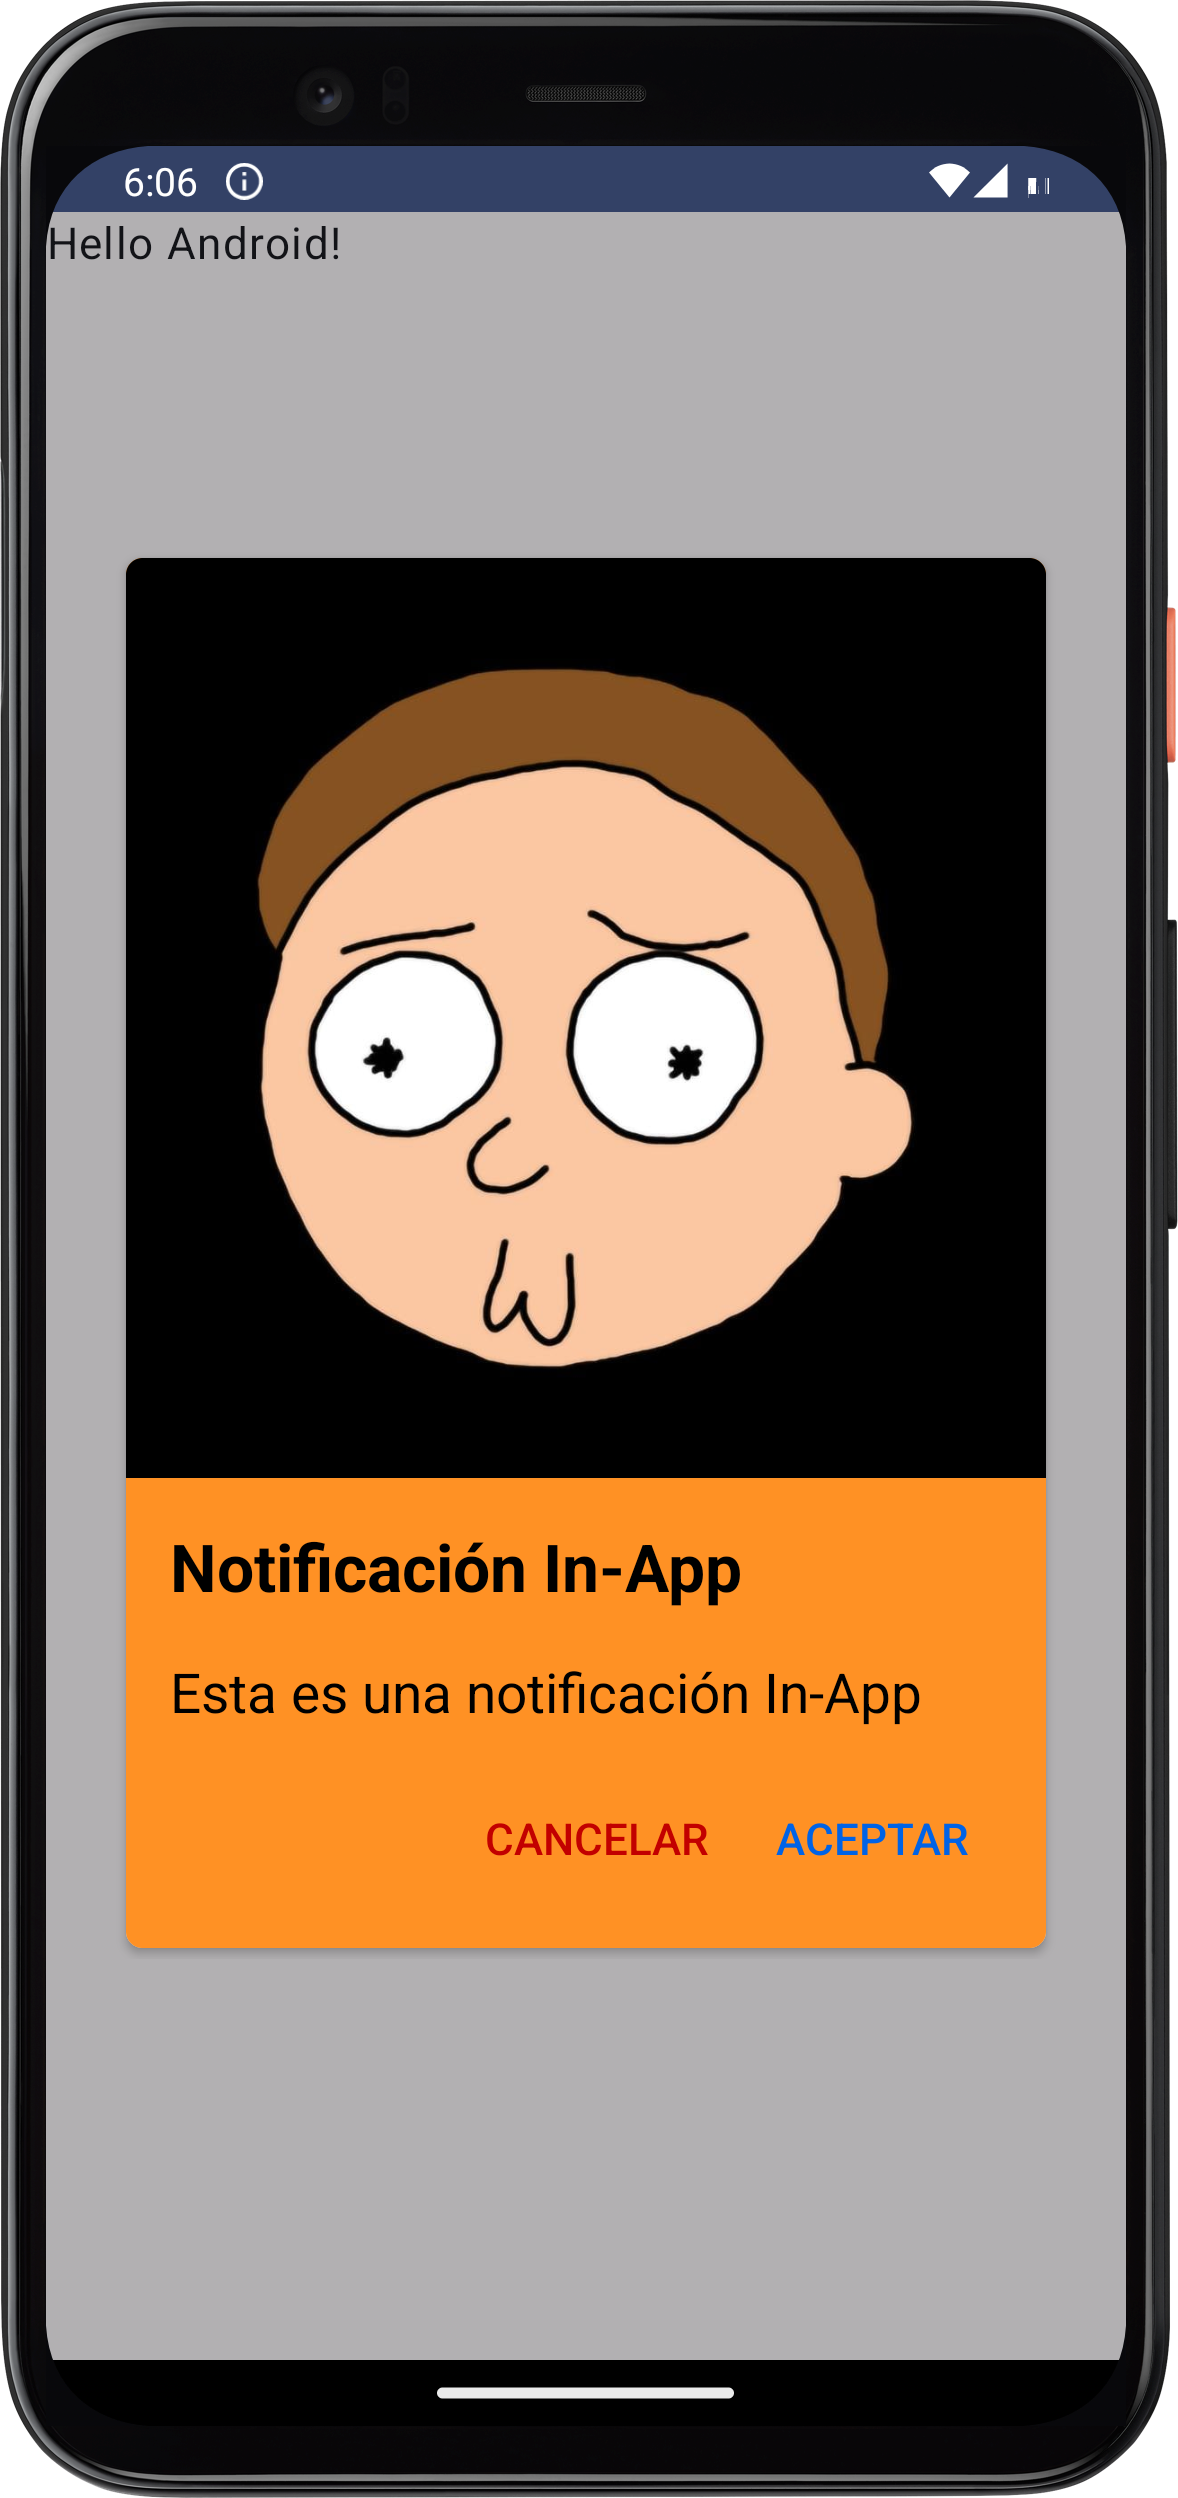 6:06
Hello Android!
Notificación In-App
Esta es una notificación In-App
CANCELAR ACEPTAR